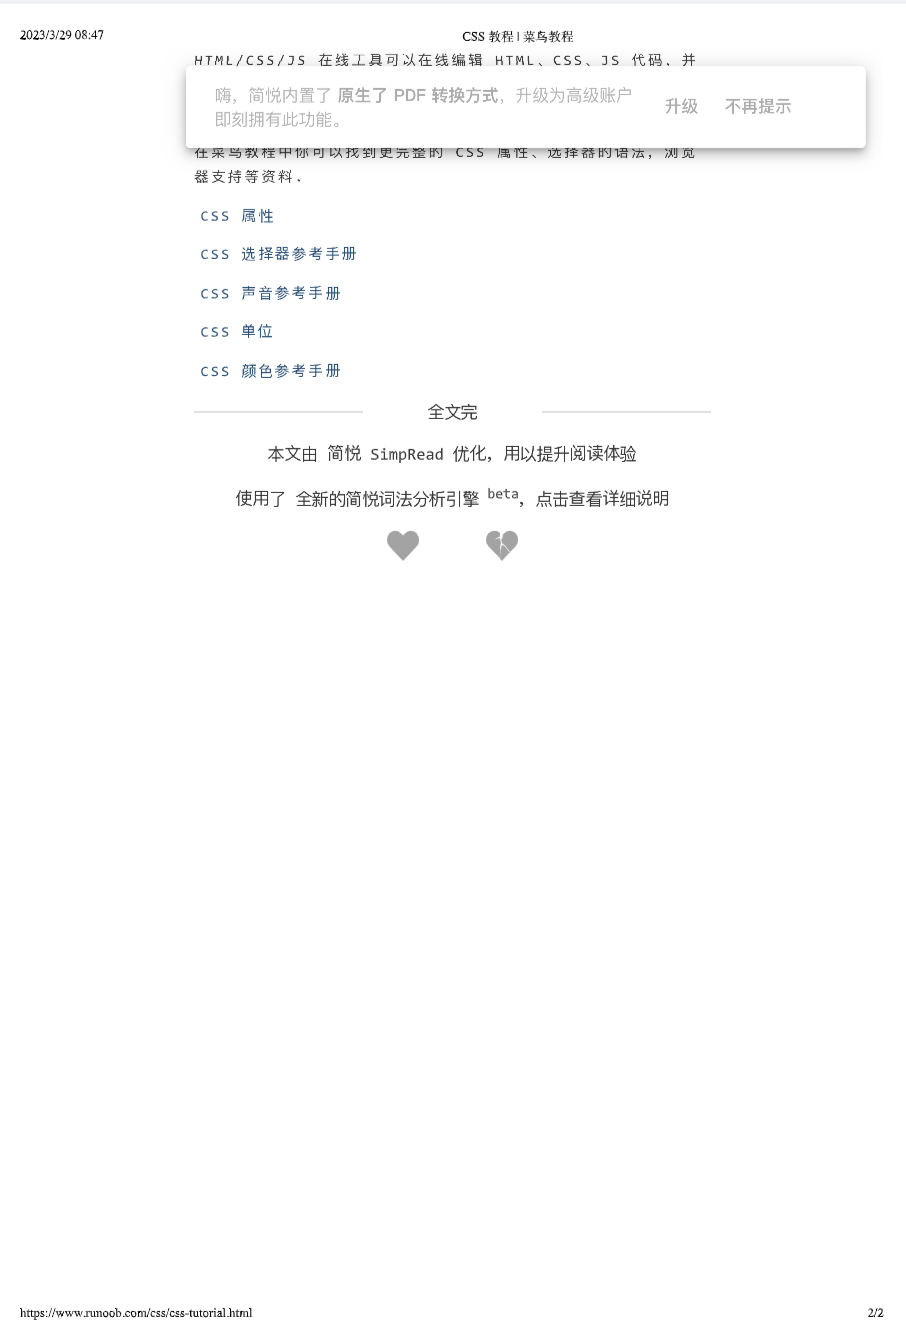 2023/3/29 08:47
CSS 教程 | 菜鸟教程
HTML/CSS/JS 在线工具可以在线编辑 HTML、CSS、JS 代码，并
嗨，简悦内置了 原生了 PDF 转换方式，升级为高级账户
即刻拥有此功能。
升级 不再提示
在菜鸟教程中你可以找到更完整的 CSS 属性、选择器的语法，浏览
器支持等资料．
CSS 属性
CSS 选择器参考手册
CSS 声音参考手册
CSS 单位
CSS 颜色参考手册
全文完
本文由 简悦 SimpRead 优化，用以提升阅读体验
使用了 全新的简悦词法分析引擎 beta，点击查看详细说明
https://www.runoob.com/css/css-tutorial.html
2/2